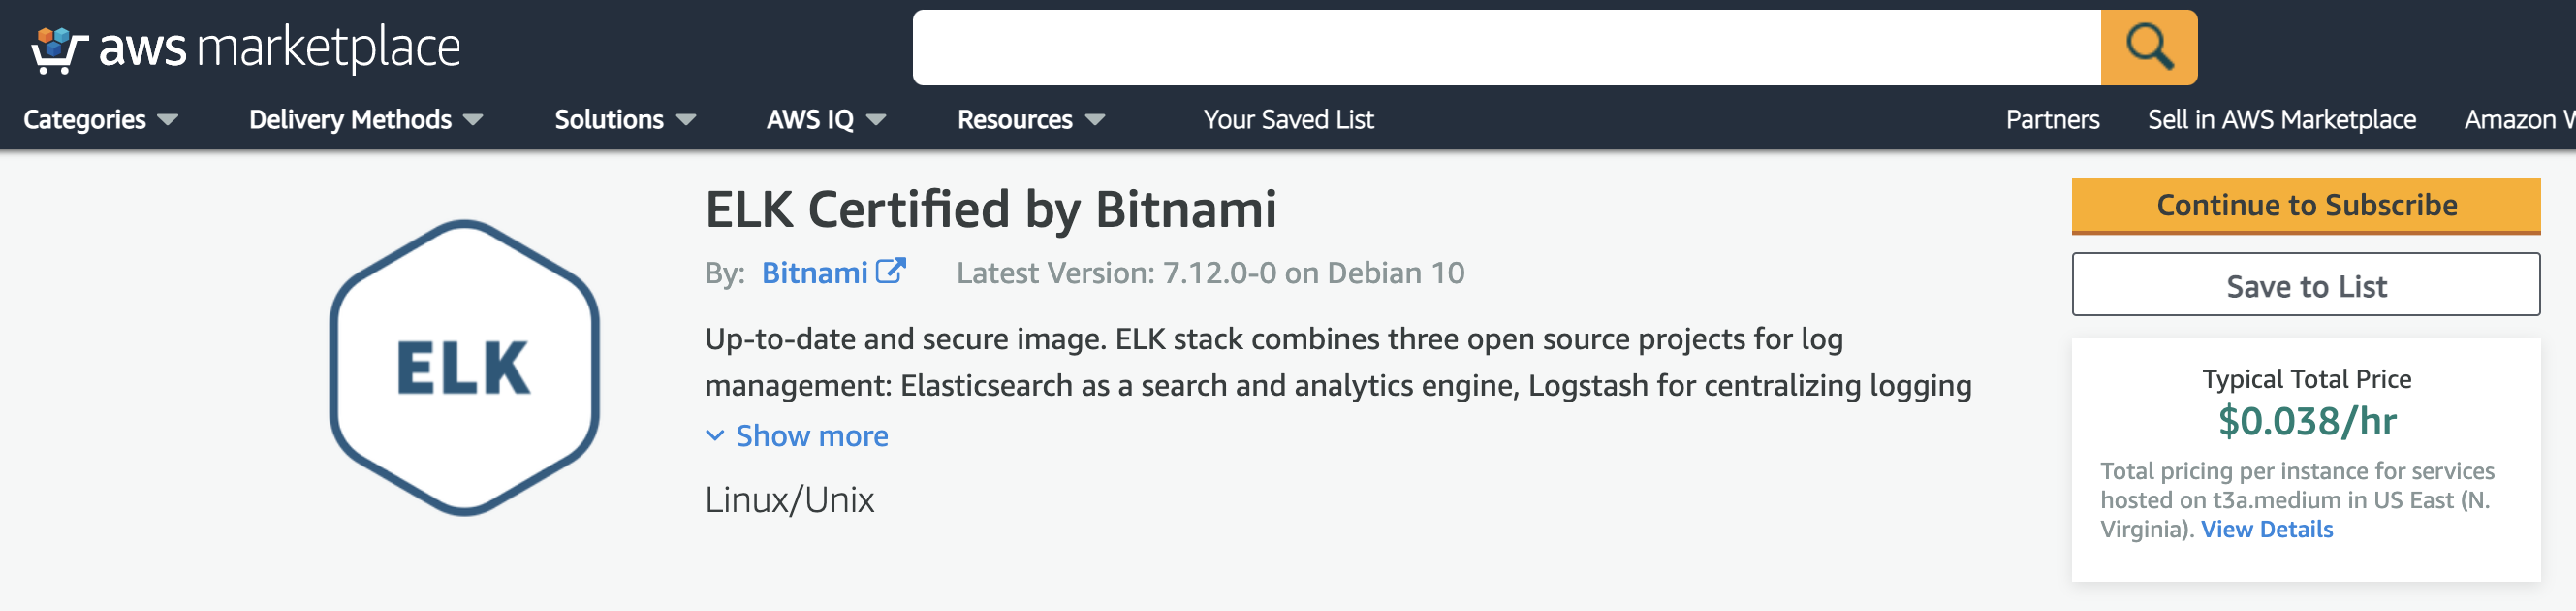 aws marketplace
Categories Delivery Methods Solutions AWS IQ Resources Your Saved List Partners Sell in AWS Marketplace Amazon
ELK
ELK Certified by Bitnami
By: Bitnami Latest Version: 7.12.0-0 on Debian 10
Up-to-date and secure image. ELK stack combines three open source projects for log
management: Elasticsearch as a search and analytics engine, Logstash for centralizing logging
Show more
Linux/Unix
Continue to Subscribe
Save to List
Typical Total Price
$0.038/hr
Total pricing per instance for services
hosted on t3a.medium in US East (N.
Virginia). View Details